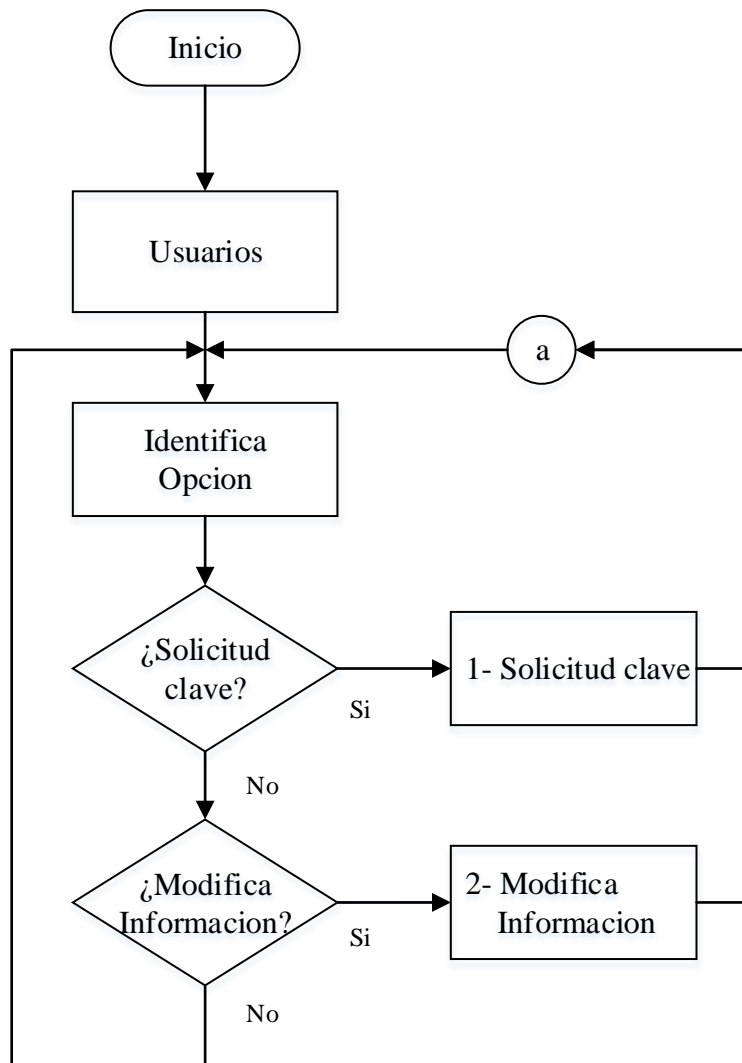 Inicio
Usuarios
a
Identifica
Opcion
¿Solicitud
clave?
Si
1- Solicitud clave
No
¿Modifica
Informacion?
Si
2- Modifica
Informacion
No